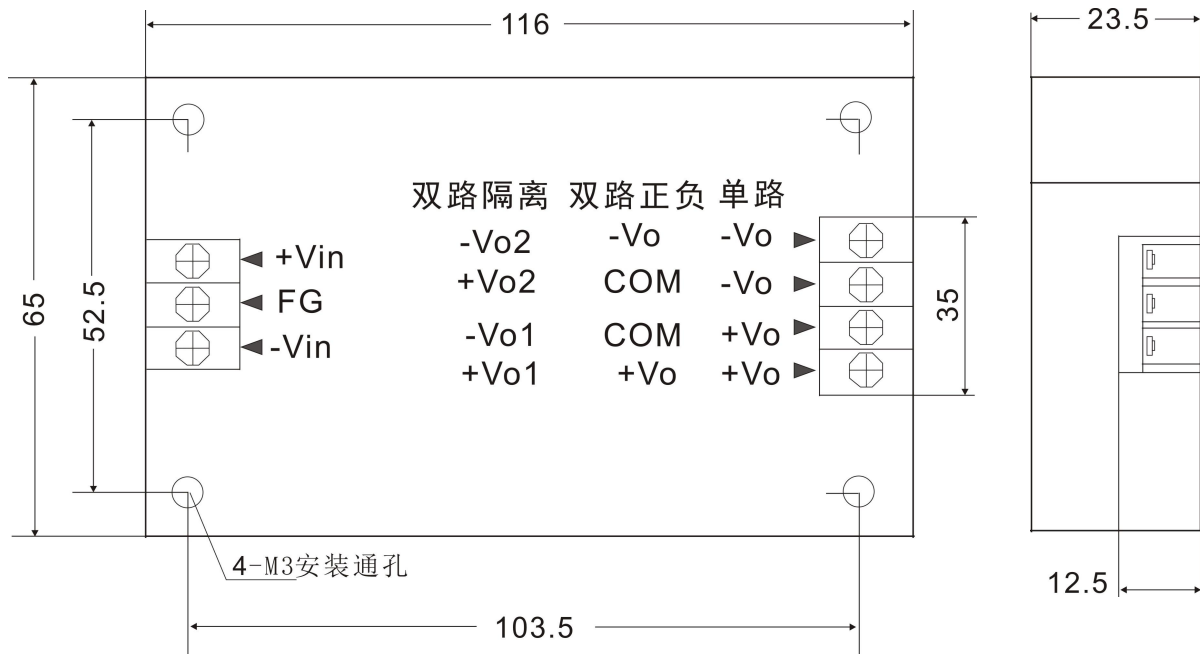 116
23.5
双路隔离 双路正负 单路
-Vo2 -Vo -Vo
+Vin
+Vo2 COM -Vo
FG
-Vo1 COM +Vo
-Vin
+Vo1 +Vo +Vo
65
52.5
35
4-M3安装通孔
12.5
103.5